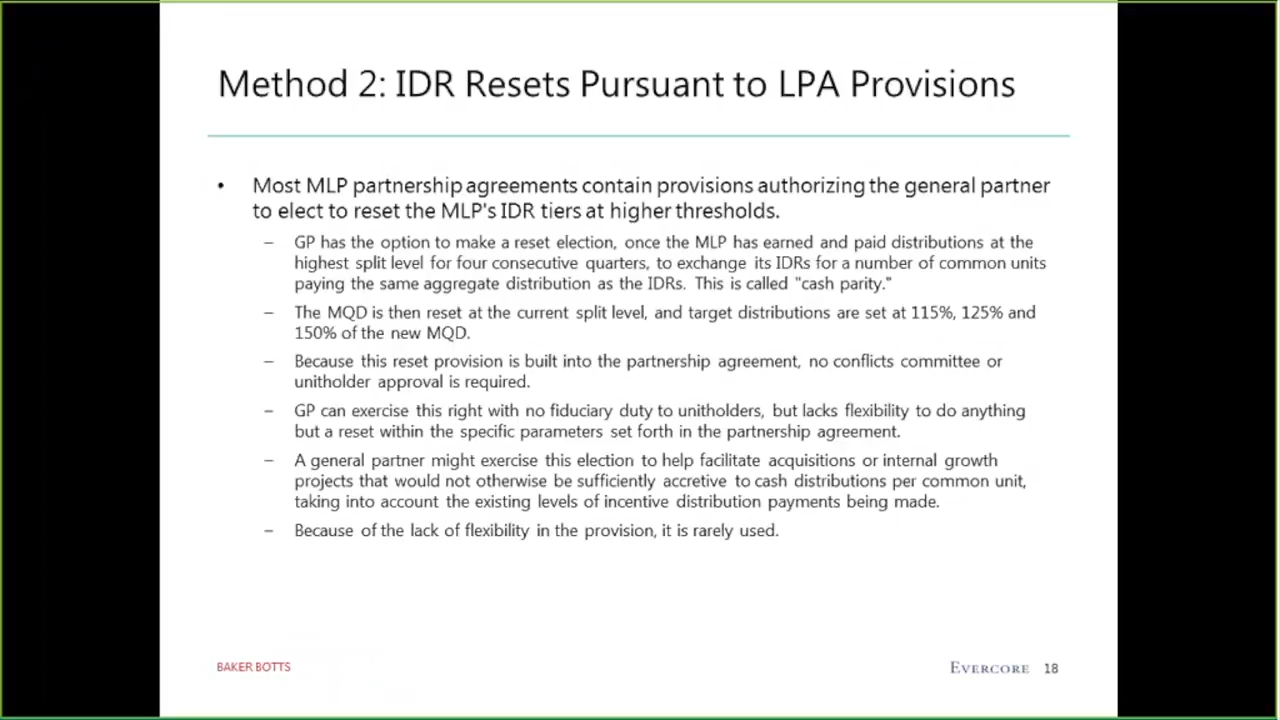 Method 2: IDR Resets Pursuant to LPA Provisions
• Most MLP partnership agreements contain provisions authorizing the general partner
to elect to reset the MLP's IDR tiers at higher thresholds.
– GP has the option to make a reset election, once the MLP has earned and paid distributions at the
highest split level for four consecutive quarters, to exchange its IDRs for a number of common units
paying the same aggregate distribution as the IDRs. This is called "cash parity."
– The MQD is then reset at the current split level, and target distributions are set at 115%, 125% and
150% of the new MQD.
– Because this reset provision is built into the partnership agreement, no conflicts committee or
unitholder approval is required.
– GP can exercise this right with no fiduciary duty to unitholders, but lacks flexibility to do anything
but a reset within the specific parameters set forth in the partnership agreement.
– A general partner might exercise this election to help facilitate acquisitions or internal growth
projects that would not otherwise be sufficiently accretive to cash distributions per common unit,
taking into account the existing levels of incentive distribution payments being made.
– Because of the lack of flexibility in the provision, it is rarely used.
BAKER BOTTS
EVERCORE 18